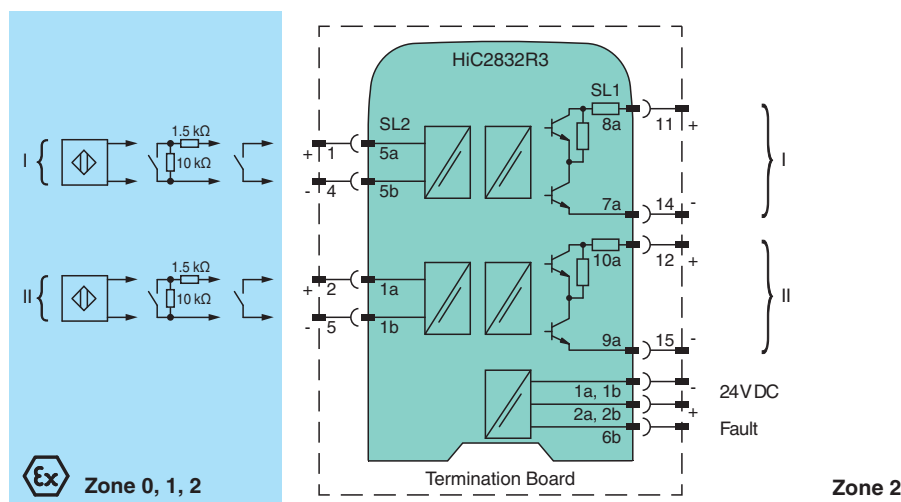 HiC2832R3
SL1
8a
11
+
1.5 kΩ
10 kΩ
I
+
1
SL2
5a
-
4
5b
I
7a
14
-
10a
12
+
1.5 kΩ
10 kΩ
II
+
2
1a
-
5
1b
II
9a
15
-
1a, 1b
-
24V DC
2a, 2b
+
6b
Fault
Ex
Zone 0, 1, 2
Termination Board
Zone 2